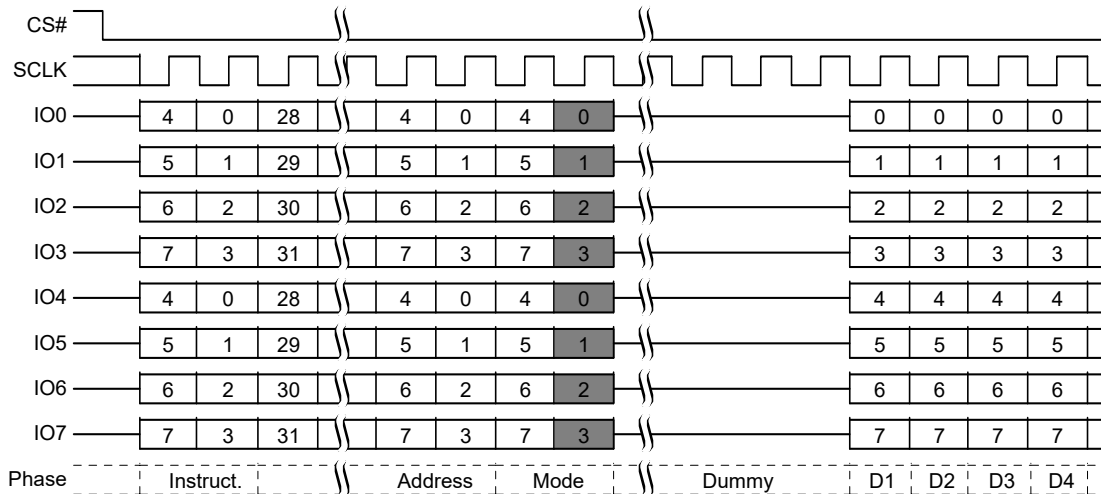 CS#
SCLK
IO0 4 0 28 4 0 4 0 0 0 0 0
IO1 5 1 29 5 1 5 1 1 1 1 1
IO2 6 2 30 6 2 6 2 2 2 2 2
IO3 7 3 31 7 3 7 3 3 3 3 3
IO4 4 0 28 4 0 4 0 4 4 4 4
IO5 5 1 29 5 1 5 1 5 5 5 5
IO6 6 2 30 6 2 6 2 6 6 6 6
IO7 7 3 31 7 3 7 3 7 7 7 7
Phase Instruct. Address Mode Dummy D1 D2 D3 D4